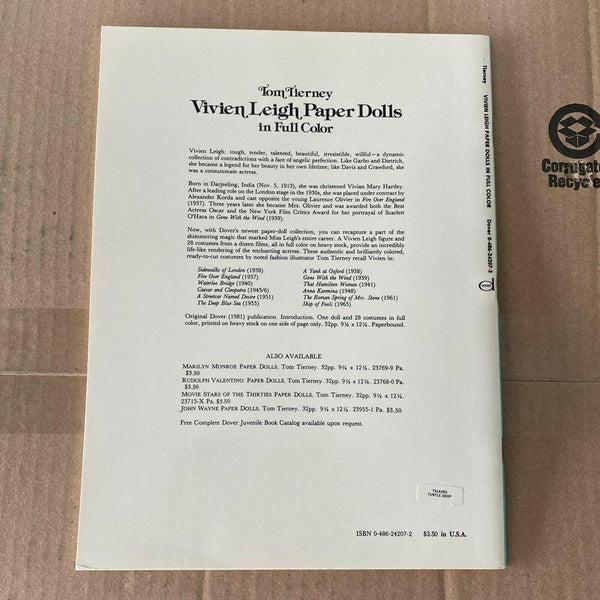 Tom Tierney
Vivien Leigh Paper Dolls
in Full Color
Vivien Leigh: tough, tender, talented, beautiful, irresistible, willful—a dynamic
collection of contradictions with a face of angelic perfection. Like Garbo and Dietrich,
she became a legend for her beauty in her own lifetime; like Davis and Crawford, she
was a consummate actress.
Born in Darjeeling, India (Nov. 5, 1913), she was christened Vivian Mary Hartley.
After a leading role on the London stage in the 1930s, she was placed under contract by
Alexander Korda and cast opposite the young Laurence Olivier in Fire Over England
(1937). Three years later she became Mrs. Olivier and was awarded both the Best
Actress Oscar and the New York Film Critics Award for her portrayal of Scarlett
O'Hara in Gone With the Wind (1939).
Now, with Dover's newest paper-doll collection, you can recapture a part of the
shimmering magic that marked Miss Leigh's entire career. A Vivien Leigh figure and
28 costumes from a dozen films, all in full color on heavy stock, provide an incredibly
life-like rendering of the enchanting actress. These authentic and brilliantly colored,
ready-to-cut costumes by noted fashion illustrator Tom Tierney recall Vivien in:
Sidewalks of London (1938)
Fire Over England (1937)
Waterloo Bridge (1940)
Caesar and Cleopatra (1945/6)
A Streetcar Named Desire (1951)
The Deep Blue Sea (1955)
A Yank at Oxford (1938)
Gone With the Wind (1939)
That Hamilton Woman (1941)
Anna Karenina (1948)
The Roman Spring of Mrs. Stone (1961)
Ship of Fools (1965)
Original Dover (1981) publication. Introduction. One doll and 28 costumes in full
color, printed on heavy stock on one side of page only. 32pp. 9¼ x 12¼. Paperbound.
ALSO AVAILABLE
MARILYN MONROE PAPER DOLLS, Tom Tierney. 32pp. 9¼ x 12¼. 23769-9 Pa.
$3.50
RUDOLPH VALENTINO PAPER DOLLS, Tom Tierney. 32pp. 9¼ x 12¼. 23768-0 Pa.
$3.50
MOVIE STARS OF THE THIRTIES PAPER DOLLS, Tom Tierney. 32pp. 9¼ x 12¼.
23715-X Pa. $3.50
JOHN WAYNE PAPER DOLLS, Tom Tierney. 32pp. 9¼ x 12¼. 23955-1 Pa. $3.50
Free Complete Dover Juvenile Book Catalog available upon request.
TALKING
TURTLE SHOP
ISBN 0-486-24207-2 $3.50 in U.S.A.
Tierney VIVIEN LEIGH PAPER DOLLS IN FULL COLOR Dover 0-486-24207-2
Corrugate
Recycle